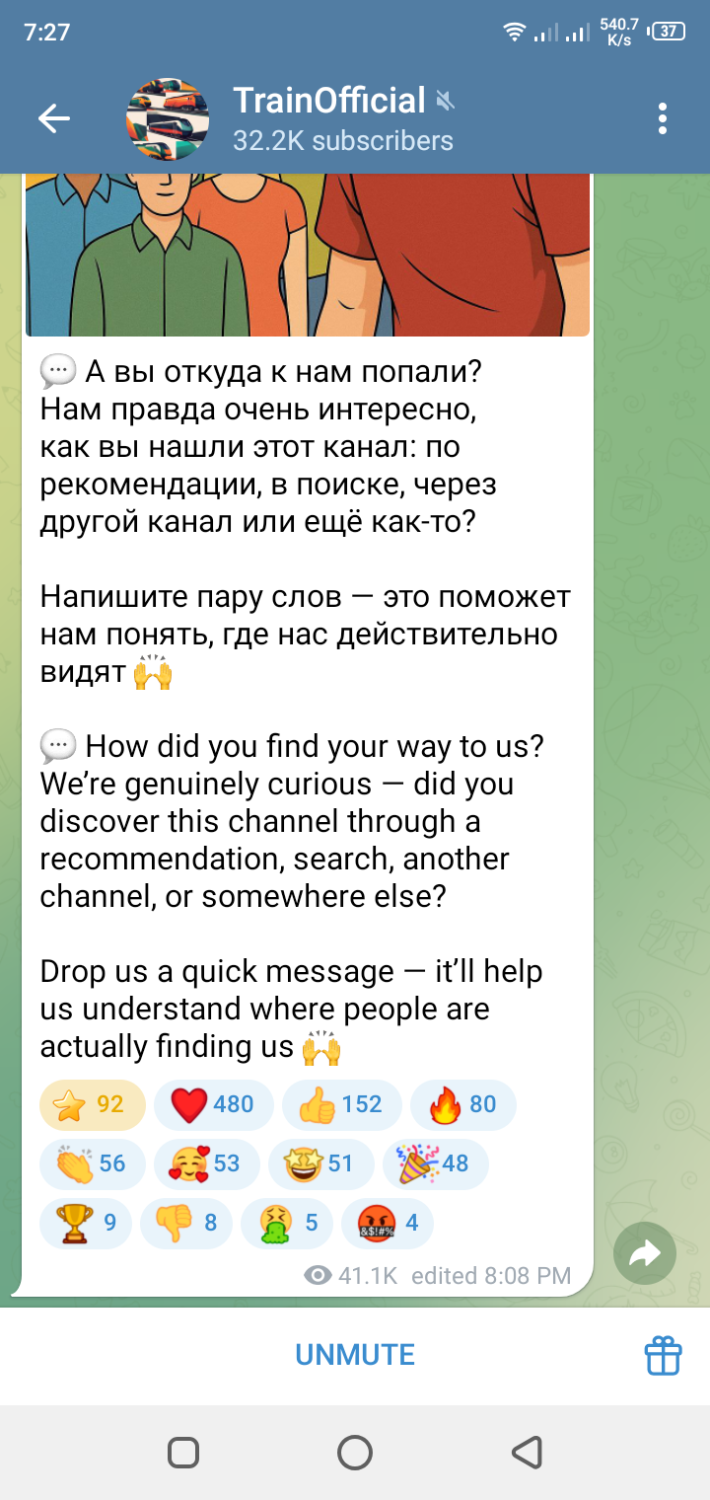 7:27
540.7
K/s
37
TrainOfficial
32.2K subscribers
💬 А вы откуда к нам попали?
Нам правда очень интересно,
как вы нашли этот канал: по
рекомендации, в поиске, через
другой канал или ещё как-то?
Напишите пару слов — это поможет
нам понять, где нас действительно
видят 🙌
💬 How did you find your way to us?
We’re genuinely curious — did you
discover this channel through a
recommendation, search, another
channel, or somewhere else?
Drop us a quick message — it’ll help
us understand where people are
actually finding us 🙌
⭐ 92 ❤️ 480 👍 152 🔥 80
👏 56 🥰 53 🤩 51 🎉 48
🏆 9 👎 8 🤮 5 🤬 4
41.1K edited 8:08 PM
UNMUTE